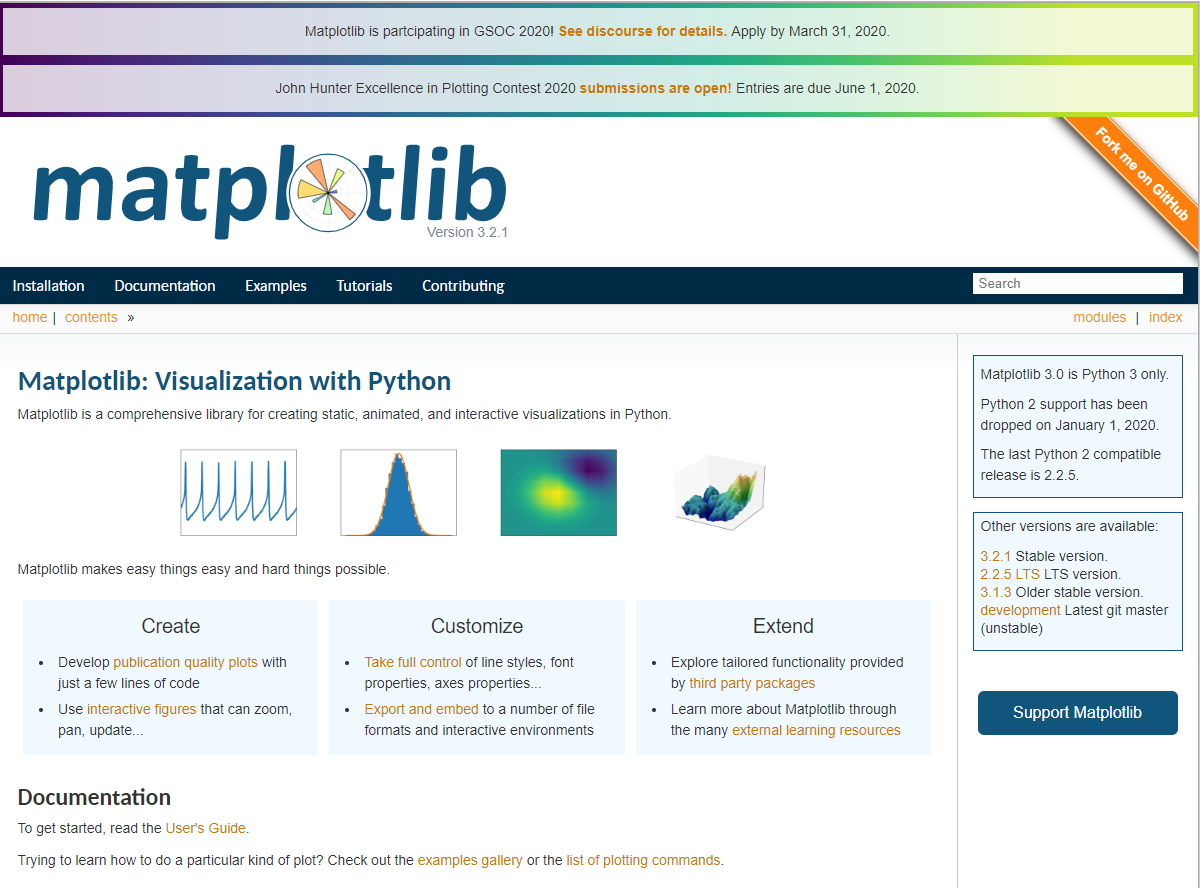 Matplotlib is partcipating in GSOC 2020! See discourse for details. Apply by March 31, 2020.
John Hunter Excellence in Plotting Contest 2020 submissions are open! Entries are due June 1, 2020.
Fork me on GitHub
matplotlib
Version 3.2.1
Installation Documentation Examples Tutorials Contributing Search
home | contents » modules | index
Matplotlib: Visualization with Python
Matplotlib is a comprehensive library for creating static, animated, and interactive visualizations in Python.
Matplotlib makes easy things easy and hard things possible.
Create
• Develop publication quality plots with
just a few lines of code
• Use interactive figures that can zoom,
pan, update...
Customize
• Take full control of line styles, font
properties, axes properties...
• Export and embed to a number of file
formats and interactive environments
Extend
• Explore tailored functionality provided
by third party packages
• Learn more about Matplotlib through
the many external learning resources
Documentation
To get started, read the User's Guide.
Trying to learn how to do a particular kind of plot? Check out the examples gallery or the list of plotting commands.
Matplotlib 3.0 is Python 3 only.
Python 2 support has been
dropped on January 1, 2020.
The last Python 2 compatible
release is 2.2.5.
Other versions are available:
3.2.1 Stable version.
2.2.5 LTS LTS version.
3.1.3 Older stable version.
development Latest git master
(unstable)
Support Matplotlib